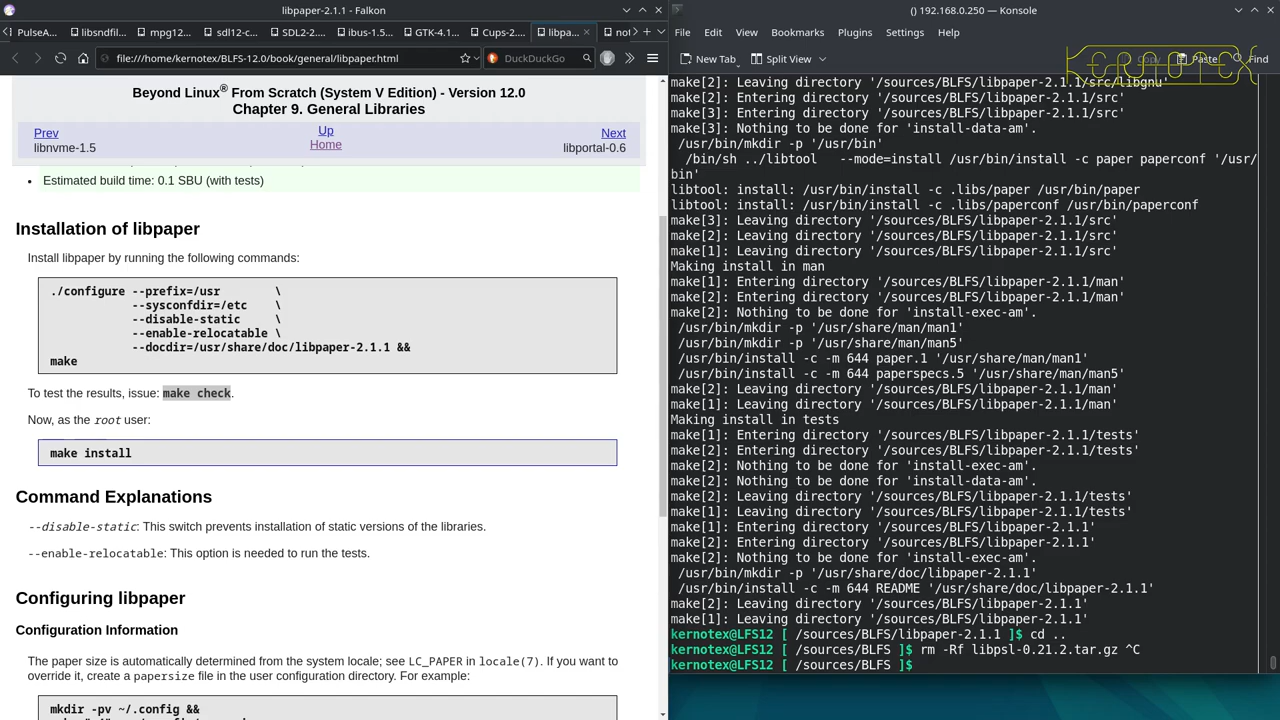 libpaper-2.1.1 - Falkon
PulseA...
libsndfil...
mpg12...
sdl12-c...
SDL2-2...
ibus-1.5...
GTK-4.1...
Cups-2...
libpa...
no
file:///home/kernotex/BLFS-12.0/book/general/libpaper.html
DuckDuckGo
Beyond Linux® From Scratch (System V Edition) - Version 12.0
Chapter 9. General Libraries
Prev
Up
Next
libnvme-1.5
Home
libportal-0.6
• Estimated build time: 0.1 SBU (with tests)
Installation of libpaper
Install libpaper by running the following commands:
./configure --prefix=/usr \
--sysconfdir=/etc \
--disable-static \
--enable-relocatable \
--docdir=/usr/share/doc/libpaper-2.1.1 &&
make
To test the results, issue: make check.
Now, as the root user:
make install
Command Explanations
--disable-static: This switch prevents installation of static versions of the libraries.
--enable-relocatable: This option is needed to run the tests.
Configuring libpaper
Configuration Information
The paper size is automatically determined from the system locale; see LC_PAPER in locale(7). If you want to
override it, create a papersize file in the user configuration directory. For example:
mkdir -pv ~/.config &&
() 192.168.0.250 — Konsole
File Edit View Bookmarks Plugins Settings Help
New Tab
Split View
Copy
Paste
Find
KERNOTEX
make[2]: Leaving directory '/sources/BLFS/libpaper-2.1.1/src/libgnu'
make[2]: Entering directory '/sources/BLFS/libpaper-2.1.1/src'
make[3]: Entering directory '/sources/BLFS/libpaper-2.1.1/src'
make[3]: Nothing to be done for 'install-data-am'.
/usr/bin/mkdir -p '/usr/bin'
/bin/sh ../libtool --mode=install /usr/bin/install -c paper paperconf '/usr/
bin'
libtool: install: /usr/bin/install -c .libs/paper /usr/bin/paper
libtool: install: /usr/bin/install -c .libs/paperconf /usr/bin/paperconf
make[3]: Leaving directory '/sources/BLFS/libpaper-2.1.1/src'
make[2]: Leaving directory '/sources/BLFS/libpaper-2.1.1/src'
make[1]: Leaving directory '/sources/BLFS/libpaper-2.1.1/src'
Making install in man
make[1]: Entering directory '/sources/BLFS/libpaper-2.1.1/man'
make[2]: Entering directory '/sources/BLFS/libpaper-2.1.1/man'
make[2]: Nothing to be done for 'install-exec-am'.
/usr/bin/mkdir -p '/usr/share/man/man1'
/usr/bin/mkdir -p '/usr/share/man/man5'
/usr/bin/install -c -m 644 paper.1 '/usr/share/man/man1'
/usr/bin/install -c -m 644 paperspecs.5 '/usr/share/man/man5'
make[2]: Leaving directory '/sources/BLFS/libpaper-2.1.1/man'
make[1]: Leaving directory '/sources/BLFS/libpaper-2.1.1/man'
Making install in tests
make[1]: Entering directory '/sources/BLFS/libpaper-2.1.1/tests'
make[2]: Entering directory '/sources/BLFS/libpaper-2.1.1/tests'
make[2]: Nothing to be done for 'install-exec-am'.
make[2]: Nothing to be done for 'install-data-am'.
make[2]: Leaving directory '/sources/BLFS/libpaper-2.1.1/tests'
make[1]: Leaving directory '/sources/BLFS/libpaper-2.1.1/tests'
make[1]: Entering directory '/sources/BLFS/libpaper-2.1.1'
make[2]: Entering directory '/sources/BLFS/libpaper-2.1.1'
make[2]: Nothing to be done for 'install-exec-am'.
/usr/bin/mkdir -p '/usr/share/doc/libpaper-2.1.1'
/usr/bin/install -c -m 644 README '/usr/share/doc/libpaper-2.1.1'
make[2]: Leaving directory '/sources/BLFS/libpaper-2.1.1'
make[1]: Leaving directory '/sources/BLFS/libpaper-2.1.1'
kernotex@LFS12 [ /sources/BLFS/libpaper-2.1.1 ]$ cd ..
kernotex@LFS12 [ /sources/BLFS ]$ rm -Rf libpsl-0.21.2.tar.gz ^C
kernotex@LFS12 [ /sources/BLFS ]$